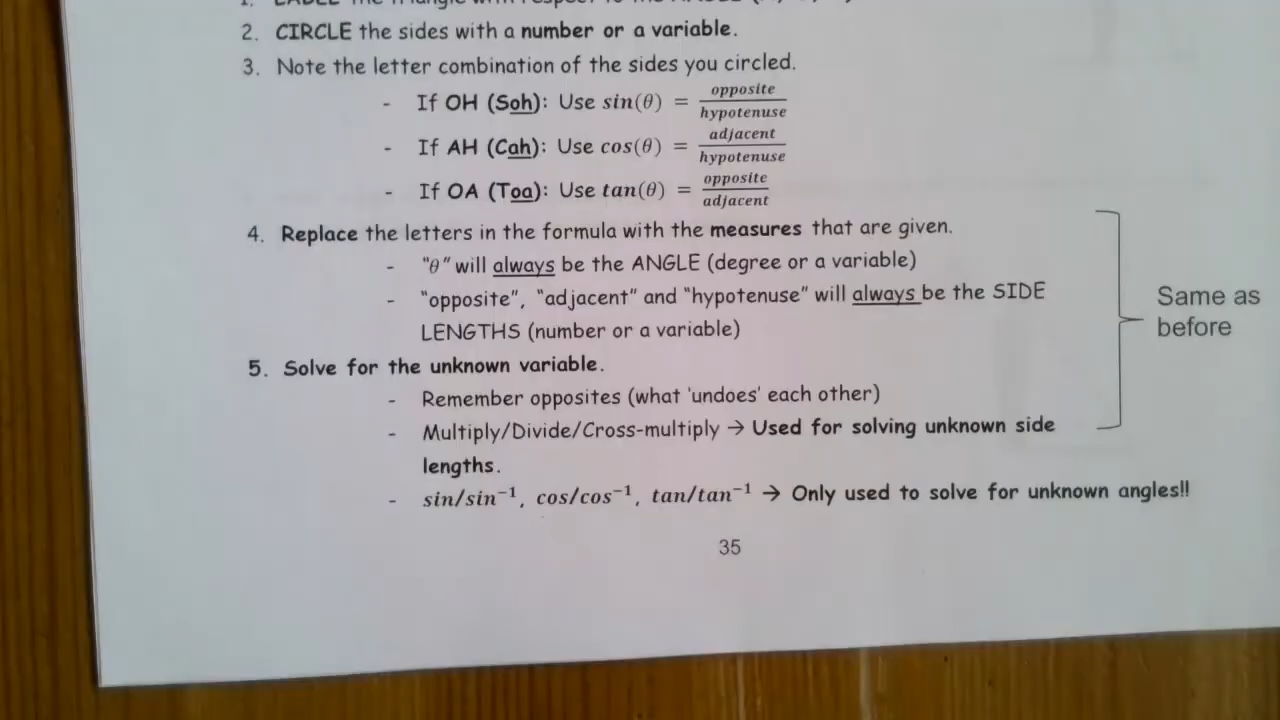 2. CIRCLE the sides with a number or a variable.
3. Note the letter combination of the sides you circled.
- If OH (Soh): Use sin(θ) = opposite/hypotenuse
- If AH (Cah): Use cos(θ) = adjacent/hypotenuse
- If OA (Toa): Use tan(θ) = opposite/adjacent
4. Replace the letters in the formula with the measures that are given.
- "θ" will always be the ANGLE (degree or a variable)
- "opposite", "adjacent" and "hypotenuse" will always be the SIDE
LENGTHS (number or a variable)
Same as
before
5. Solve for the unknown variable.
- Remember opposites (what 'undoes' each other)
- Multiply/Divide/Cross-multiply → Used for solving unknown side
lengths.
- sin/sin⁻¹, cos/cos⁻¹, tan/tan⁻¹ → Only used to solve for unknown angles!!
35